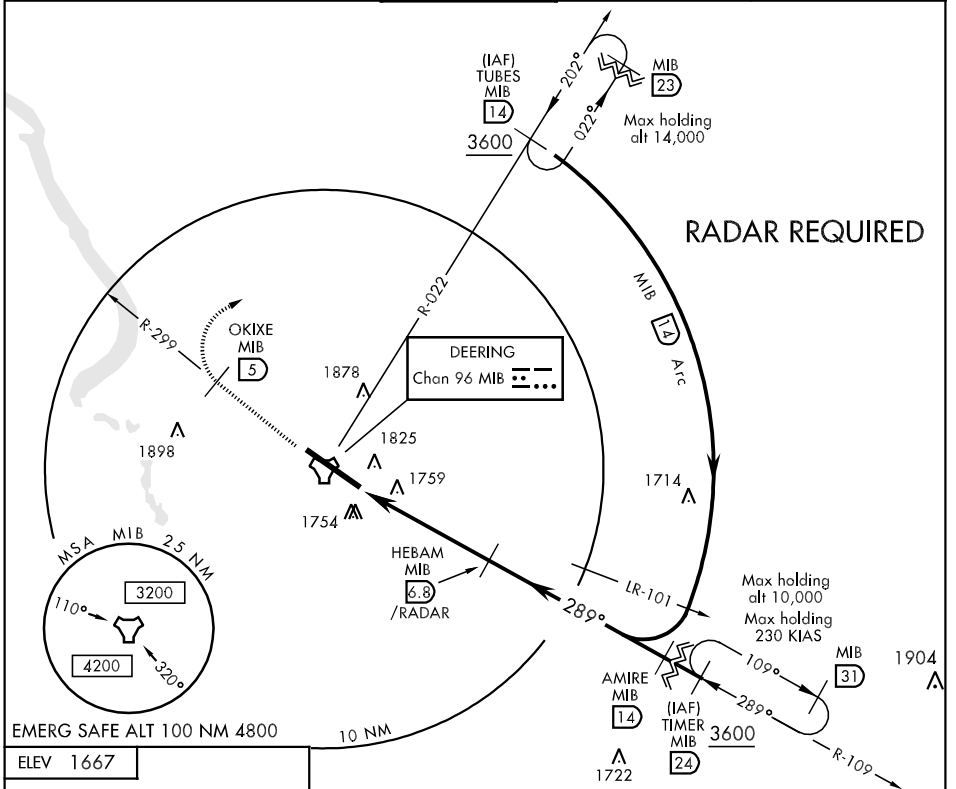 (IAF)
TUBES
MIB
14
3600
202°
022°
MIB
23
Max holding
alt 14,000
RADAR REQUIRED
MIB 14 Arc
R-022
R-299
OKIXE
MIB
5
DEERING
Chan 96 MIB
1878
1825
1759
1754
1898
1714
HEBAM
MIB
6.8
/RADAR
LR-101
289°
Max holding
alt 10,000
Max holding
230 KIAS
109°
289°
MIB
31
1904
AMIRE
MIB
14
(IAF)
TIMER
MIB
24
3600
R-109
1722
MSA MIB 25 NM
3200
110°
4200
320°
EMERG SAFE ALT 100 NM 4800
10 NM
ELEV 1667